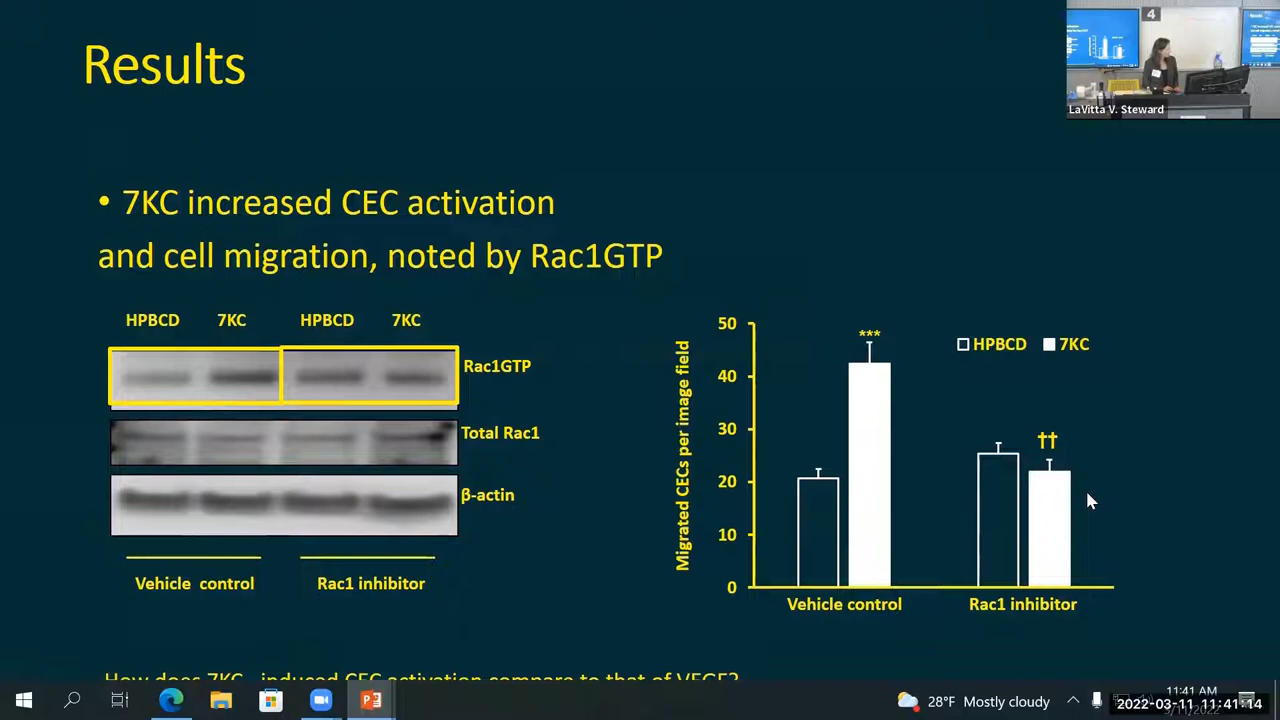 Results
4
LaVitta V. Steward
• 7KC increased CEC activation
and cell migration, noted by Rac1GTP
HPBCD 7KC HPBCD 7KC
Rac1GTP
Total Rac1
β-actin
Vehicle control Rac1 inhibitor
Migrated CECs per image field
50
40
30
20
10
0
***
††
HPBCD 7KC
Vehicle control Rac1 inhibitor
How does 7KC induced CEC activation compare to that of VEGF?
28°F Mostly cloudy
11:41 AM
2022-03-11 11:41:14